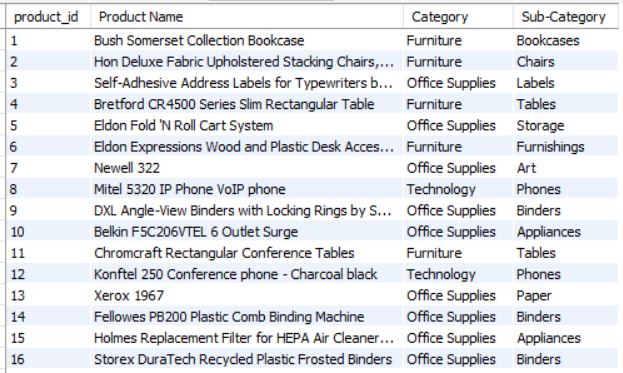 product_id Product Name Category Sub-Category
1 Bush Somerset Collection Bookcase Furniture Bookcases
2 Hon Deluxe Fabric Upholstered Stacking Chairs,... Furniture Chairs
3 Self-Adhesive Address Labels for Typewriters b... Office Supplies Labels
4 Bretford CR4500 Series Slim Rectangular Table Furniture Tables
5 Eldon Fold 'N Roll Cart System Office Supplies Storage
6 Eldon Expressions Wood and Plastic Desk Acces... Furniture Furnishings
7 Newell 322 Office Supplies Art
8 Mitel 5320 IP Phone VoIP phone Technology Phones
9 DXL Angle-View Binders with Locking Rings by S... Office Supplies Binders
10 Belkin F5C206VTEL 6 Outlet Surge Office Supplies Appliances
11 Chromcraft Rectangular Conference Tables Furniture Tables
12 Konftel 250 Conference phone - Charcoal black Technology Phones
13 Xerox 1967 Office Supplies Paper
14 Fellowes PB200 Plastic Comb Binding Machine Office Supplies Binders
15 Holmes Replacement Filter for HEPA Air Cleaner... Office Supplies Appliances
16 Storex DuraTech Recycled Plastic Frosted Binders Office Supplies Binders